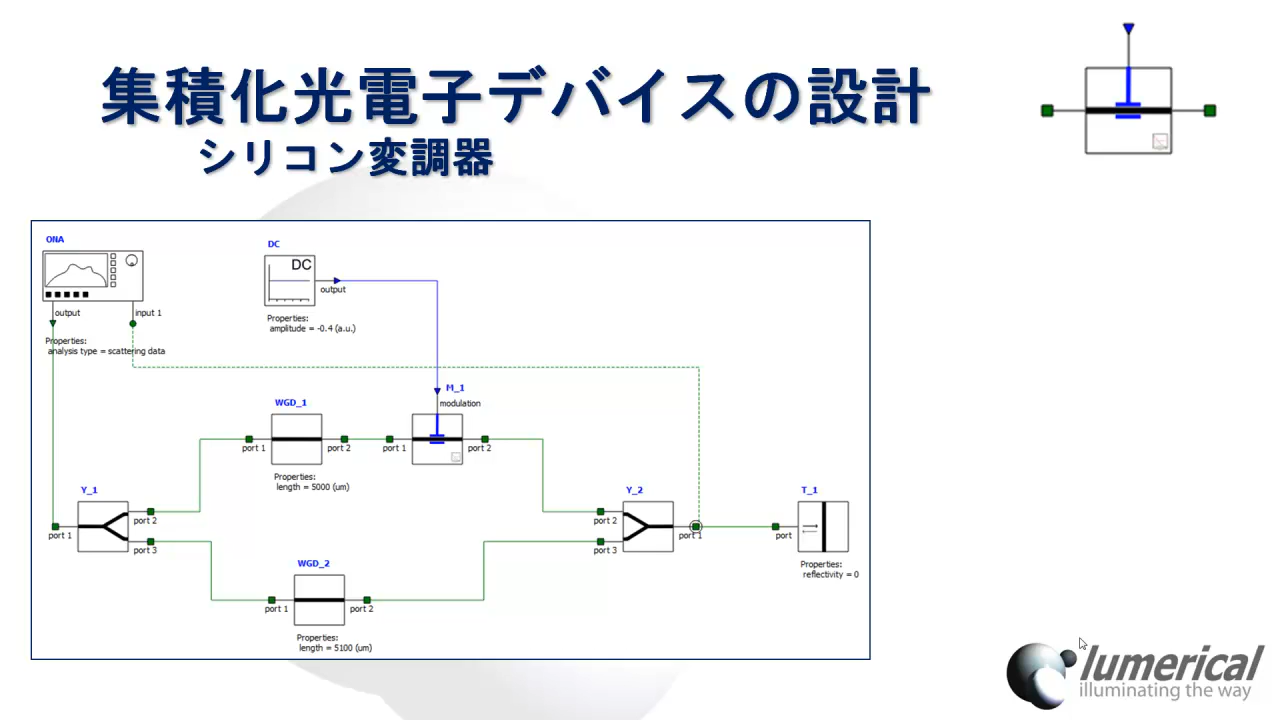 集積化光電子デバイスの設計
シリコン変調器
ONA
output
input 1
Properties:
analysis type = scattering data
DC
DC
output
Properties:
amplitude = -0.4 (a.u.)
M_1
modulation
port 1
port 2
WGD_1
port 1
port 2
Properties:
length = 5000 (um)
Y_1
port 1
port 2
port 3
Y_2
port 2
port 3
port 1
T_1
port
Properties:
reflectivity = 0
WGD_2
port 1
port 2
Properties:
length = 5100 (um)
lumerical
illuminating the way